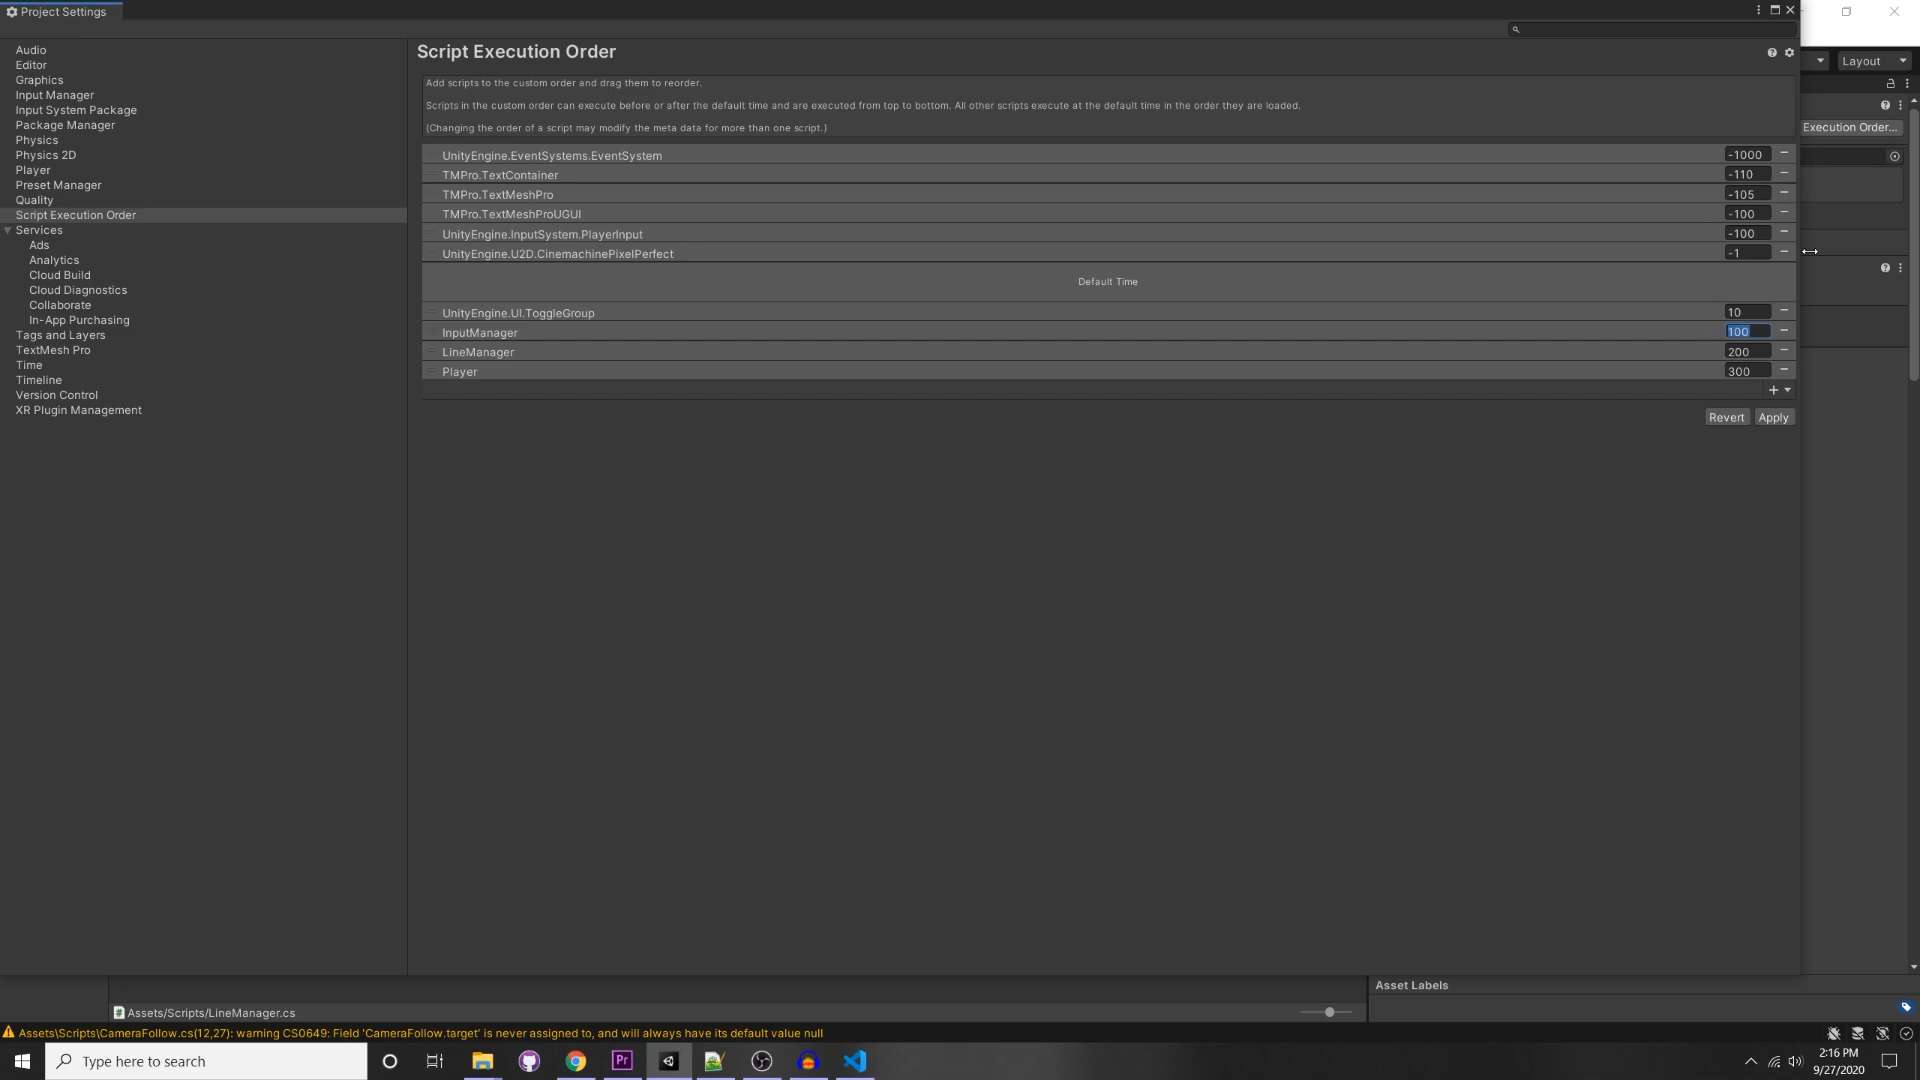 Project Settings
Layout
Script Execution Order
Audio
Editor
Graphics
Input Manager
Input System Package
Package Manager
Physics
Physics 2D
Player
Preset Manager
Quality
Script Execution Order
Services
Ads
Analytics
Cloud Build
Cloud Diagnostics
Collaborate
In-App Purchasing
Tags and Layers
TextMesh Pro
Time
Timeline
Version Control
XR Plugin Management
Add scripts to the custom order and drag them to reorder.
Scripts in the custom order can execute before or after the default time and are executed from top to bottom. All other scripts execute at the default time in the order they are loaded.
(Changing the order of a script may modify the meta data for more than one script.)
Execution Order...
UnityEngine.EventSystems.EventSystem -1000
TMPro.TextContainer -110
TMPro.TextMeshPro -105
TMPro.TextMeshProUGUI -100
UnityEngine.InputSystem.PlayerInput -100
UnityEngine.U2D.CinemachinePixelPerfect -1
Default Time
UnityEngine.UI.ToggleGroup 10
InputManager 100
LineManager 200
Player 300
Revert Apply
Asset Labels
Assets/Scripts/LineManager.cs
Assets\Scripts\CameraFollow.cs(12,27): warning CS0649: Field 'CameraFollow.target' is never assigned to, and will always have its default value null
Type here to search
Pr
2:16 PM
9/27/2020